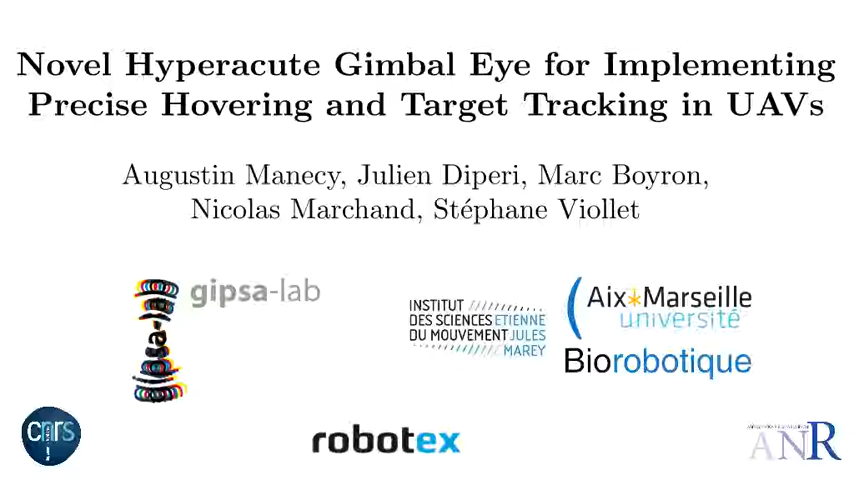 Novel Hyperacute Gimbal Eye for Implementing
Precise Hovering and Target Tracking in UAVs
Augustin Manecy, Julien Diperi, Marc Boyron,
Nicolas Marchand, Stéphane Viollet
gipsa-lab
INSTITUT
DES SCIENCES ETIENNE
DU MOUVEMENT JULES
MAREY
Aix*Marseille
université
Biorobotique
cnrs
robotex
ANR